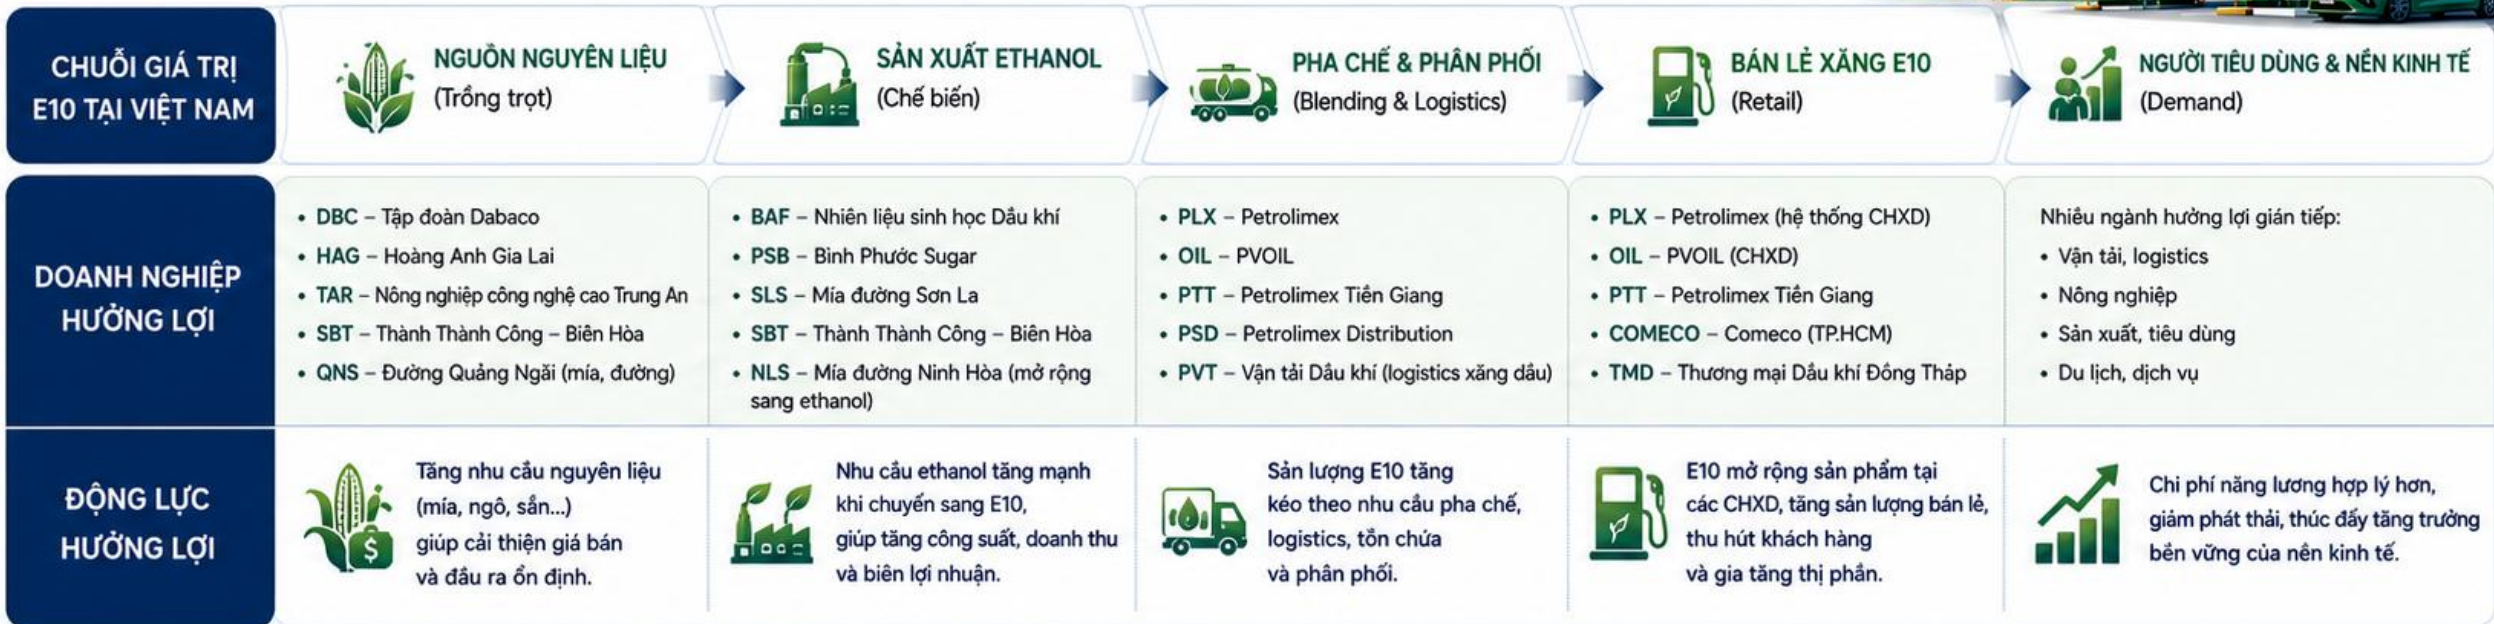 CHUỖI GIÁ TRỊ
E10 TẠI VIỆT NAM
NGUỒN NGUYÊN LIỆU
(Trồng trọt)
SẢN XUẤT ETHANOL
(Chế biến)
PHA CHẾ & PHÂN PHỐI
(Blending & Logistics)
BÁN LẺ XĂNG E10
(Retail)
NGƯỜI TIÊU DÙNG & NỀN KINH TẾ
(Demand)
DOANH NGHIỆP
HƯỞNG LỢI
• DBC – Tập đoàn Dabaco
• HAG – Hoàng Anh Gia Lai
• TAR – Nông nghiệp công nghệ cao Trung An
• SBT – Thành Thành Công – Biên Hòa
• QNS – Đường Quảng Ngãi (mía, đường)
• BAF – Nhiên liệu sinh học Dầu khí
• PSB – Bình Phước Sugar
• SLS – Mía đường Sơn La
• SBT – Thành Thành Công – Biên Hòa
• NLS – Mía đường Ninh Hòa (mở rộng
sang ethanol)
• PLX – Petrolimex
• OIL – PVOIL
• PTT – Petrolimex Tiền Giang
• PSD – Petrolimex Distribution
• PVT – Vận tải Dầu khí (logistics xăng dầu)
• PLX – Petrolimex (hệ thống CHXD)
• OIL – PVOIL (CHXD)
• PTT – Petrolimex Tiền Giang
• COMECO – Comeco (TP.HCM)
• TMD – Thương mại Dầu khí Đồng Tháp
Nhiều ngành hưởng lợi gián tiếp:
• Vận tải, logistics
• Nông nghiệp
• Sản xuất, tiêu dùng
• Du lịch, dịch vụ
ĐỘNG LỰC
HƯỞNG LỢI
Tăng nhu cầu nguyên liệu
(mía, ngô, sắn...)
giúp cải thiện giá bán
và đầu ra ổn định.
$
Nhu cầu ethanol tăng mạnh
khi chuyển sang E10,
giúp tăng công suất, doanh thu
và biên lợi nhuận.
Sản lượng E10 tăng
kéo theo nhu cầu pha chế,
logistics, tồn chứa
và phân phối.
E10 mở rộng sản phẩm tại
các CHXD, tăng sản lượng bán lẻ,
thu hút khách hàng
và gia tăng thị phần.
Chi phí năng lương hợp lý hơn,
giảm phát thải, thúc đẩy tăng trưởng
bền vững của nền kinh tế.